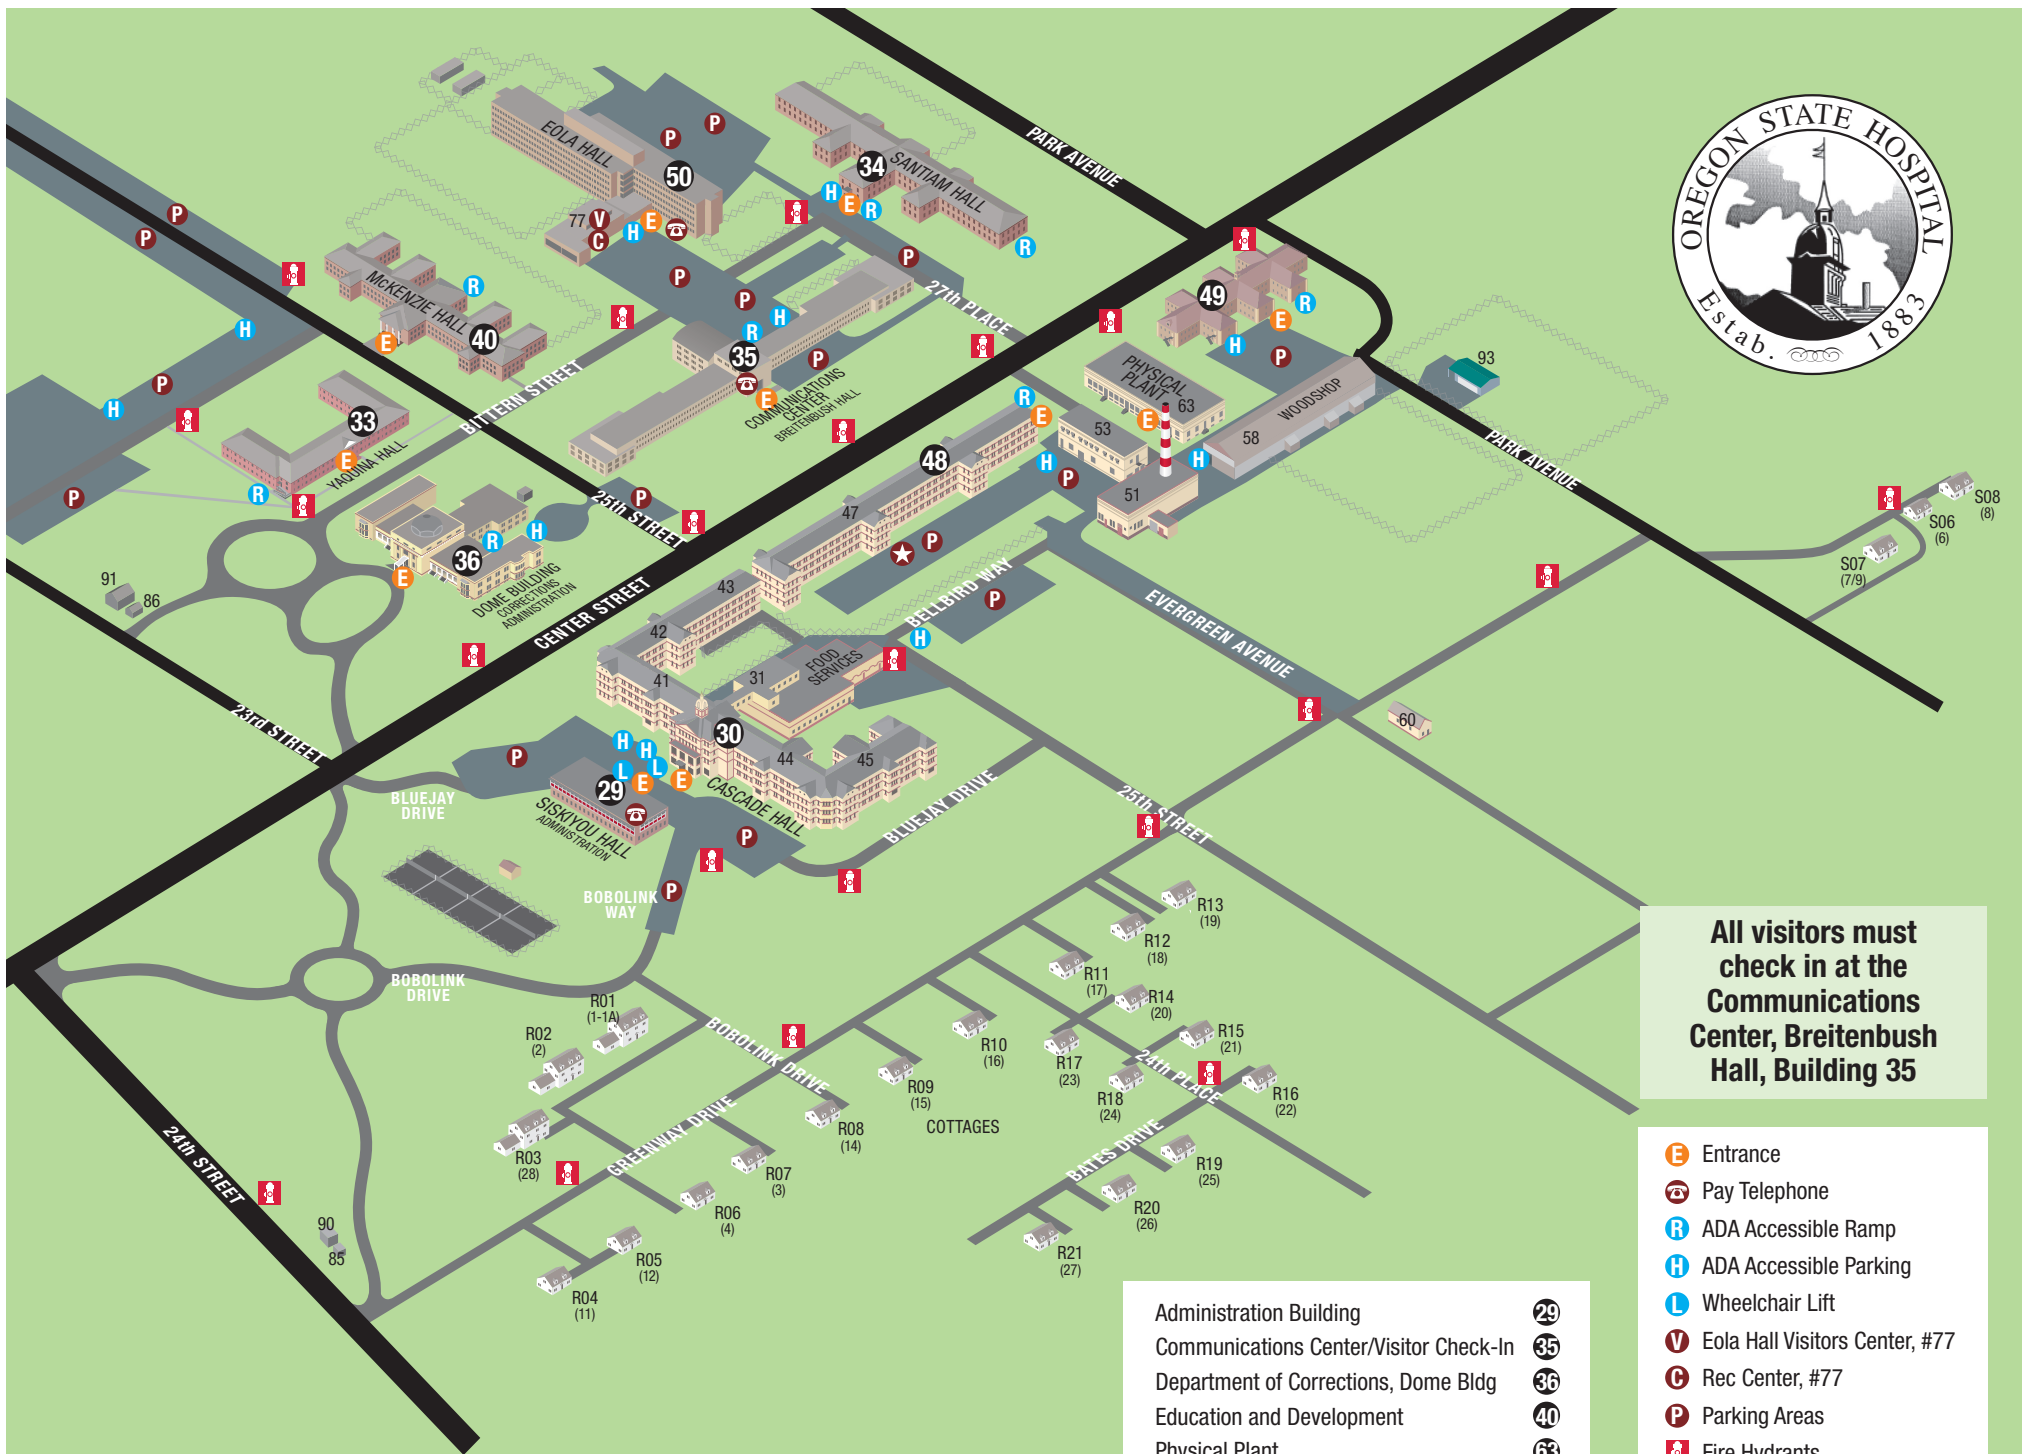 OREGON STATE HOSPITAL
Estab. 1883
PARK AVENUE
EOLA HALL
50
SANTIAM HALL
34
77
V
C
E
H
R
P
McKENZIE HALL
40
27th PLACE
49
35
COMMUNICATIONS
CENTER
BREITENBUSH HALL
PHYSICAL
PLANT
63
WOODSHOP
58
93
PARK AVENUE
33
YAQUINA HALL
BITTERN STREET
25th STREET
53
51
48
47
36
DOME BUILDING
CORRECTIONS
ADMINISTRATION
CENTER STREET
91
86
43
42
41
31
FOOD
SERVICES
BELLBIRD WAY
EVERGREEN AVENUE
S08
(8)
S06
(6)
S07
(7/9)
60
23rd STREET
30
44
45
CASCADE HALL
29
L
SISKIYOU HALL
ADMINISTRATION
BLUEJAY
DRIVE
BLUEJAY DRIVE
25th STREET
BOBOLINK
WAY
BOBOLINK
DRIVE
R13
(19)
R12
(18)
R11
(17)
R14
(20)
R15
(21)
R10
(16)
R17
(23)
R16
(22)
R18
(24)
24th PLACE
R09
(15)
COTTAGES
R01
(1-1A)
R02
(2)
R03
(28)
BOBOLINK DRIVE
GREENWAY DRIVE
R08
(14)
R07
(3)
R06
(4)
R05
(12)
R04
(11)
BATES DRIVE
R19
(25)
R20
(26)
R21
(27)
24th STREET
90
85
All visitors must
check in at the
Communications
Center, Breitenbush
Hall, Building 35
E Entrance
Pay Telephone
R ADA Accessible Ramp
H ADA Accessible Parking
L Wheelchair Lift
V Eola Hall Visitors Center, #77
C Rec Center, #77
P Parking Areas
Fire Hydrants
Administration Building 29
Communications Center/Visitor Check-In 35
Department of Corrections, Dome Bldg 36
Education and Development 40
Physical Plant 63